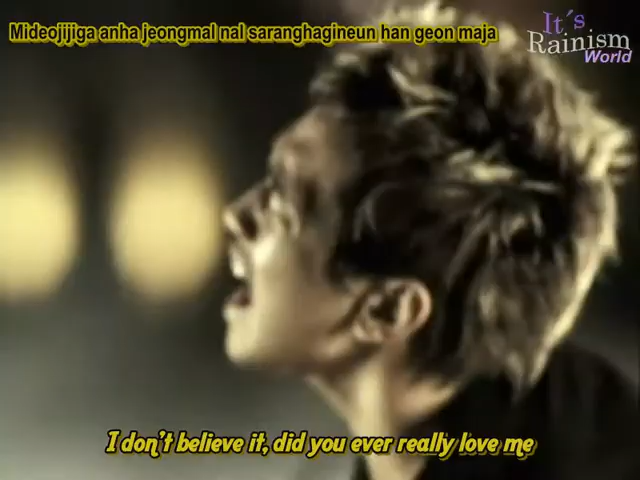 Mideojijiga anha jeongmal nal saranghagineun han geon maja
It´s
Rainism
World
I don't believe it, did you ever really love me